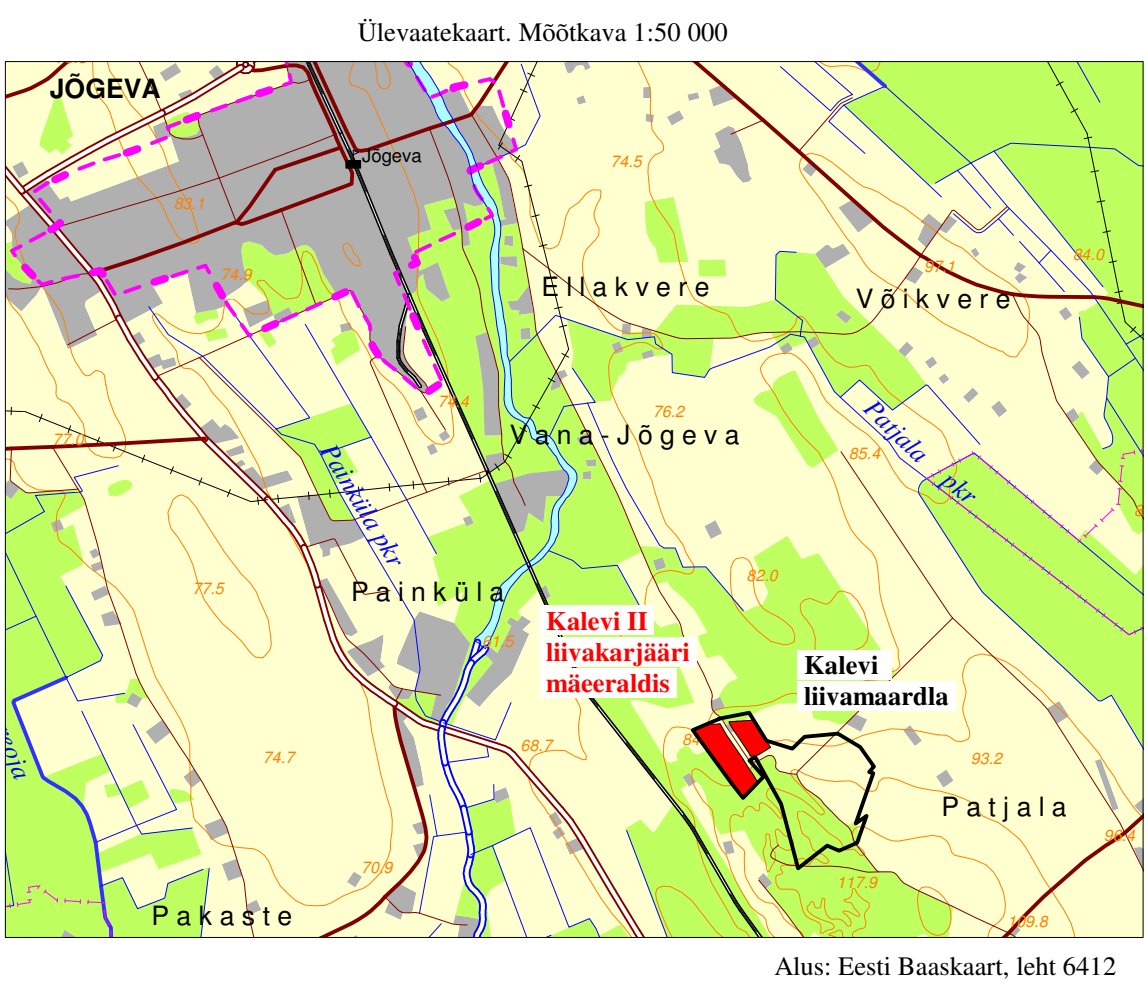 Ülevaatekaart. Mõõtkava 1:50 000
JÕGEVA
Jõgeva
74.5
83.1
84.0
97.1
74.9
Ellakvere
Võikvere
74.4
76.2
77.0
Vana-Jõgeva
Patjala
pkr
85.4
Painküla pkr
77.5
82.0
Painküla
61.5
Kalevi II
liivakarjääri
mäeeraldis
Kalevi
liivamaardla
68.7
74.7
93.2
Patjala
96.4
70.9
117.9
Pakaste
109.8
Alus: Eesti Baaskaart, leht 6412